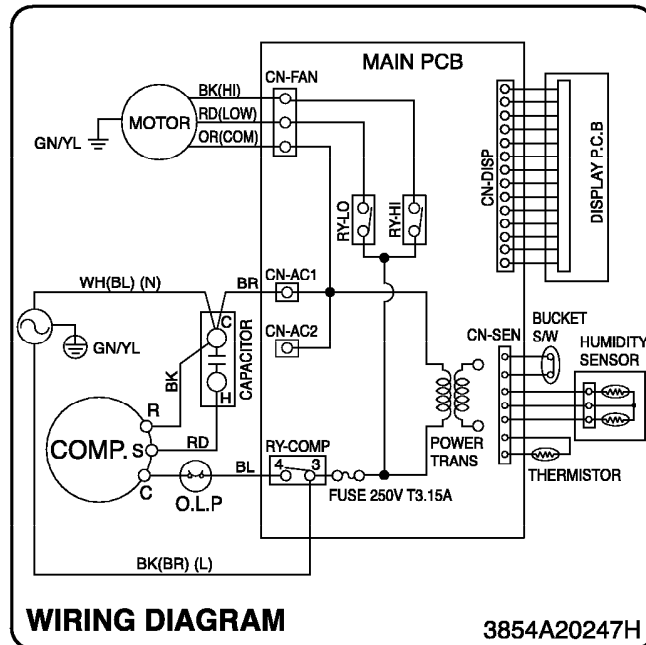 MAIN PCB
CN-FAN
BK(HI)
RD(LOW)
OR(COM)
MOTOR
GN/YL
CN-DISP
DISPLAY P.C.B
RY-LO
RY-HI
WH(BL) (N)
BR
CN-AC1
CN-AC2
GN/YL
C
H
CAPACITOR
BK
CN-SEN
BUCKET
S/W
HUMIDITY
SENSOR
R
COMP.
S
RD
C
O.L.P
BL
RY-COMP
4
3
FUSE 250V T3.15A
POWER
TRANS
THERMISTOR
BK(BR) (L)
WIRING DIAGRAM
3854A20247H